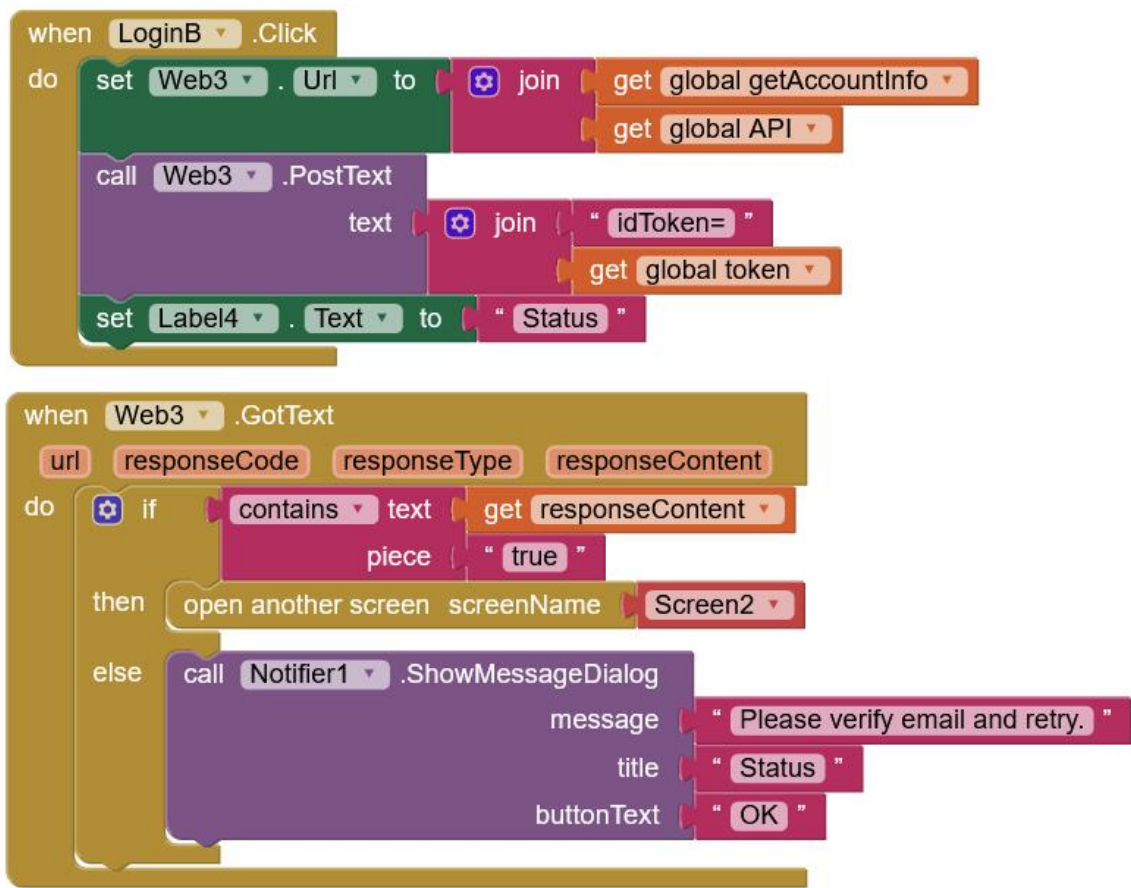 when LoginB .Click
do set Web3 . Url to join get global getAccountInfo
get global API
call Web3 .PostText
text join " idToken= "
get global token
set Label4 . Text to " Status "
when Web3 .GotText
url responseCode responseType responseContent
do if contains text get responseContent
piece " true "
then open another screen screenName Screen2
else call Notifier1 .ShowMessageDialog
message " Please verify email and retry. "
title " Status "
buttonText " OK "